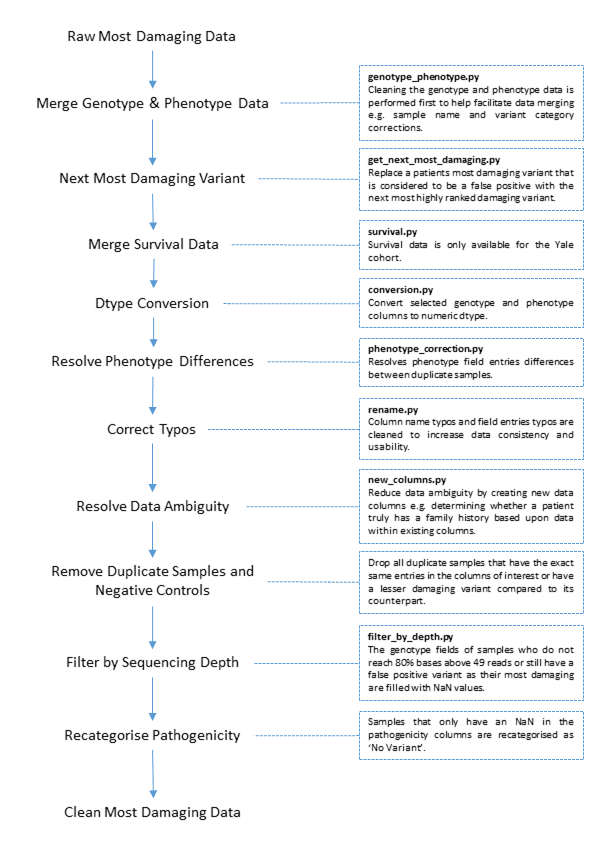 Raw Most Damaging Data
Merge Genotype & Phenotype Data
genotype_phenotype.py
Cleaning the genotype and phenotype data is
performed first to help facilitate data merging
e.g. sample name and variant category
corrections.
Next Most Damaging Variant
get_next_most_damaging.py
Replace a patients most damaging variant that
is considered to be a false positive with the
next most highly ranked damaging variant.
Merge Survival Data
survival.py
Survival data is only available for the Yale
cohort.
Dtype Conversion
conversion.py
Convert selected genotype and phenotype
columns to numeric dtype.
Resolve Phenotype Differences
phenotype_correction.py
Resolves phenotype field entries differences
between duplicate samples.
Correct Typos
rename.py
Column name typos and field entries typos are
cleaned to increase data consistency and
usability.
Resolve Data Ambiguity
new_columns.py
Reduce data ambiguity by creating new data
columns e.g. determining whether a patient
truly has a family history based upon data
within existing columns.
Remove Duplicate Samples and
Negative Controls
Drop all duplicate samples that have the exact
same entries in the columns of interest or have
a lesser damaging variant compared to its
counterpart.
Filter by Sequencing Depth
filter_by_depth.py
The genotype fields of samples who do not
reach 80% bases above 49 reads or still have a
false positive variant as their most damaging
are filled with NaN values.
Recategorise Pathogenicity
Samples that only have an NaN in the
pathogenicity columns are recategorised as
'No Variant'.
Clean Most Damaging Data